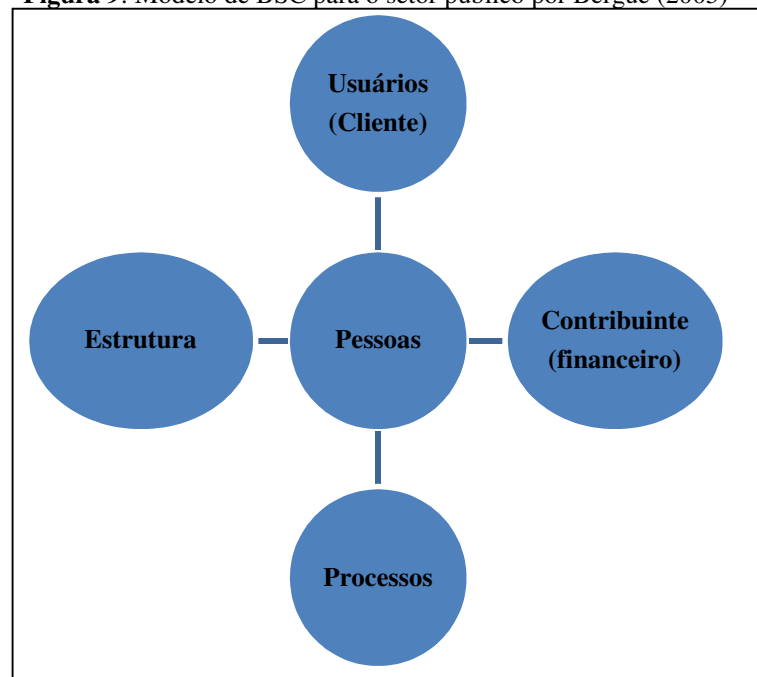 Figura 9: Modelo de BSC para o setor público por Bergue (2005)
Usuários
(Cliente)
Estrutura
Pessoas
Contribuinte
(financeiro)
Processos